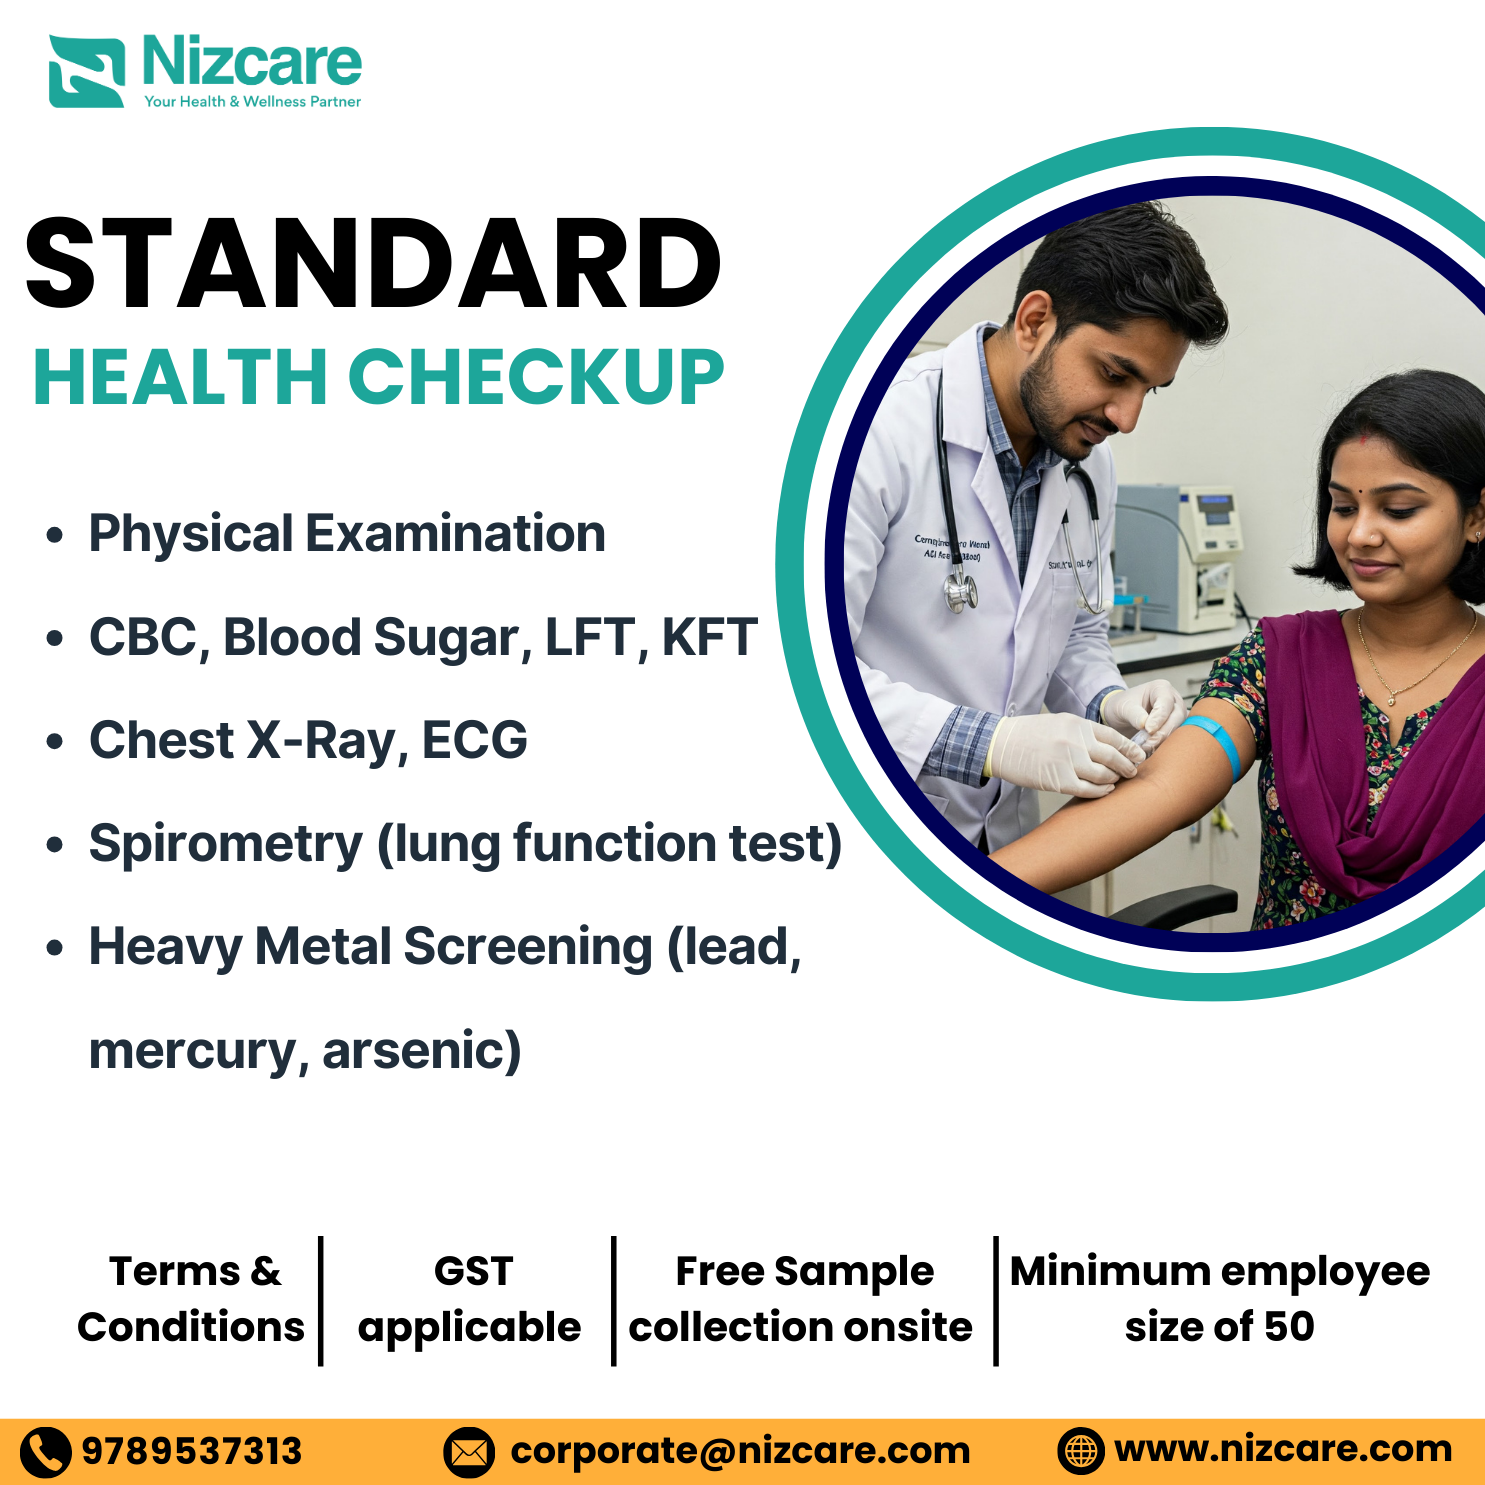 Nizcare
Your Health & Wellness Partner
STANDARD
HEALTH CHECKUP
• Physical Examination
• CBC, Blood Sugar, LFT, KFT
• Chest X-Ray, ECG
• Spirometry (lung function test)
• Heavy Metal Screening (lead,
mercury, arsenic)
Terms &
Conditions
GST
applicable
Free Sample
collection onsite
Minimum employee
size of 50
9789537313
corporate@nizcare.com
www.nizcare.com